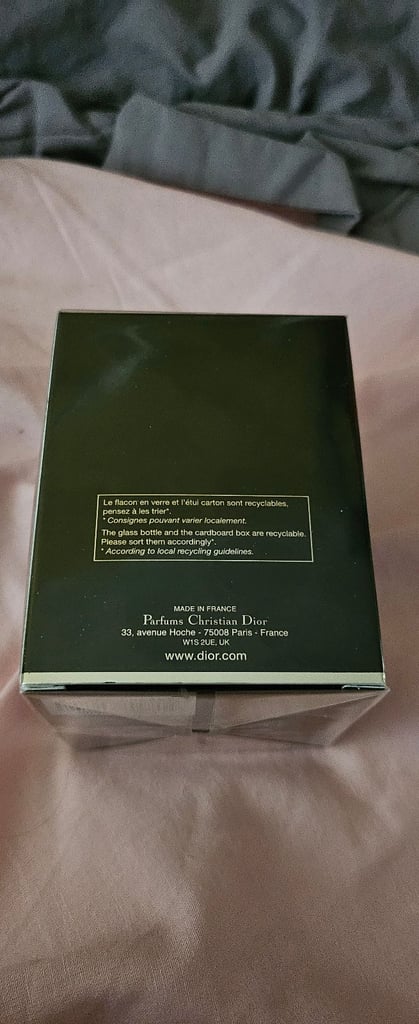 Le flacon en verre et l'étui carton sont recyclables,
pensez à les trier*.
* Consignes pouvant varier localement.
The glass bottle and the cardboard box are recyclable.
Please sort them accordingly*.
* According to local recycling guidelines.
MADE IN FRANCE
Parfums Christian Dior
33, avenue Hoche - 75008 Paris - France
W1S 2UE, UK
www.dior.com